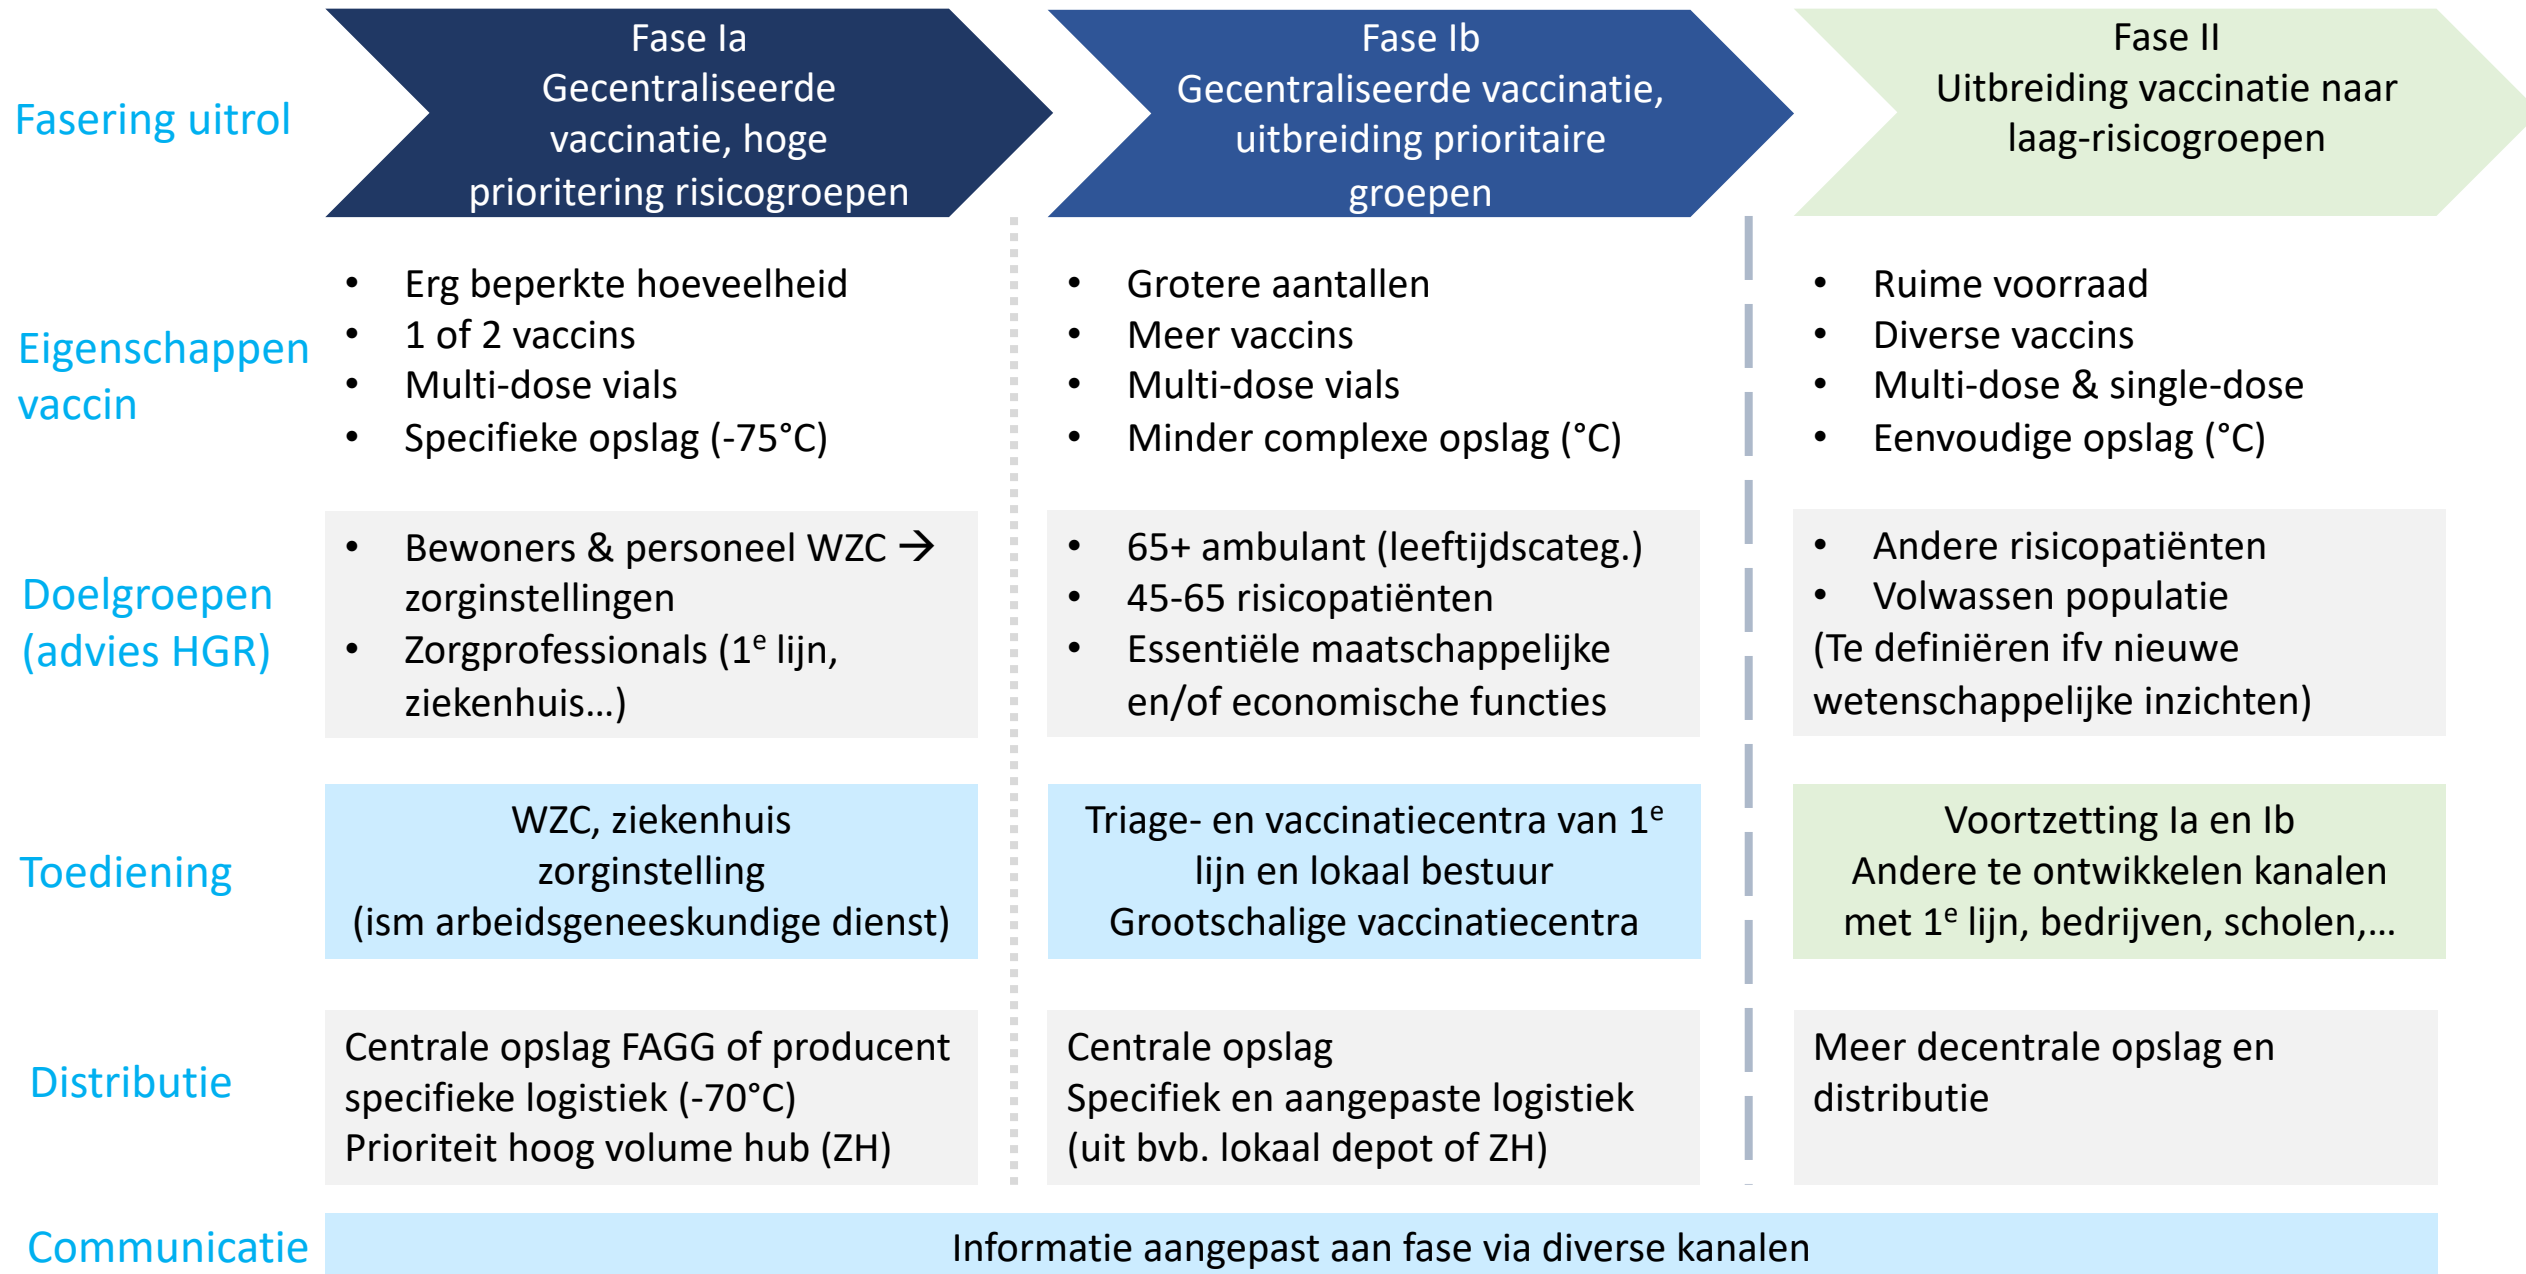 Fasering uitrol
Fase Ia
Gecentraliseerde
vaccinatie, hoge
prioritering risicogroepen
Fase Ib
Gecentraliseerde vaccinatie,
uitbreiding prioritaire
groepen
Fase II
Uitbreiding vaccinatie naar
laag-risicogroepen
Eigenschappen
vaccin
• Erg beperkte hoeveelheid
• 1 of 2 vaccins
• Multi-dose vials
• Specifieke opslag (-75°C)
• Grotere aantallen
• Meer vaccins
• Multi-dose vials
• Minder complexe opslag (°C)
• Ruime voorraad
• Diverse vaccins
• Multi-dose & single-dose
• Eenvoudige opslag (°C)
Doelgroepen
(advies HGR)
• Bewoners & personeel WZC →
zorginstellingen
• Zorgprofessionals (1e lijn,
ziekenhuis…)
• 65+ ambulant (leeftijdscateg.)
• 45-65 risicopatiënten
• Essentiële maatschappelijke
en/of economische functies
• Andere risicopatiënten
• Volwassen populatie
(Te definiëren ifv nieuwe
wetenschappelijke inzichten)
Toediening
WZC, ziekenhuis
zorginstelling
(ism arbeidsgeneeskundige dienst)
Triage- en vaccinatiecentra van 1e
lijn en lokaal bestuur
Grootschalige vaccinatiecentra
Voortzetting Ia en Ib
Andere te ontwikkelen kanalen
met 1e lijn, bedrijven, scholen,…
Distributie
Centrale opslag FAGG of producent
specifieke logistiek (-70°C)
Prioriteit hoog volume hub (ZH)
Centrale opslag
Specifiek en aangepaste logistiek
(uit bvb. lokaal depot of ZH)
Meer decentrale opslag en
distributie
Communicatie
Informatie aangepast aan fase via diverse kanalen